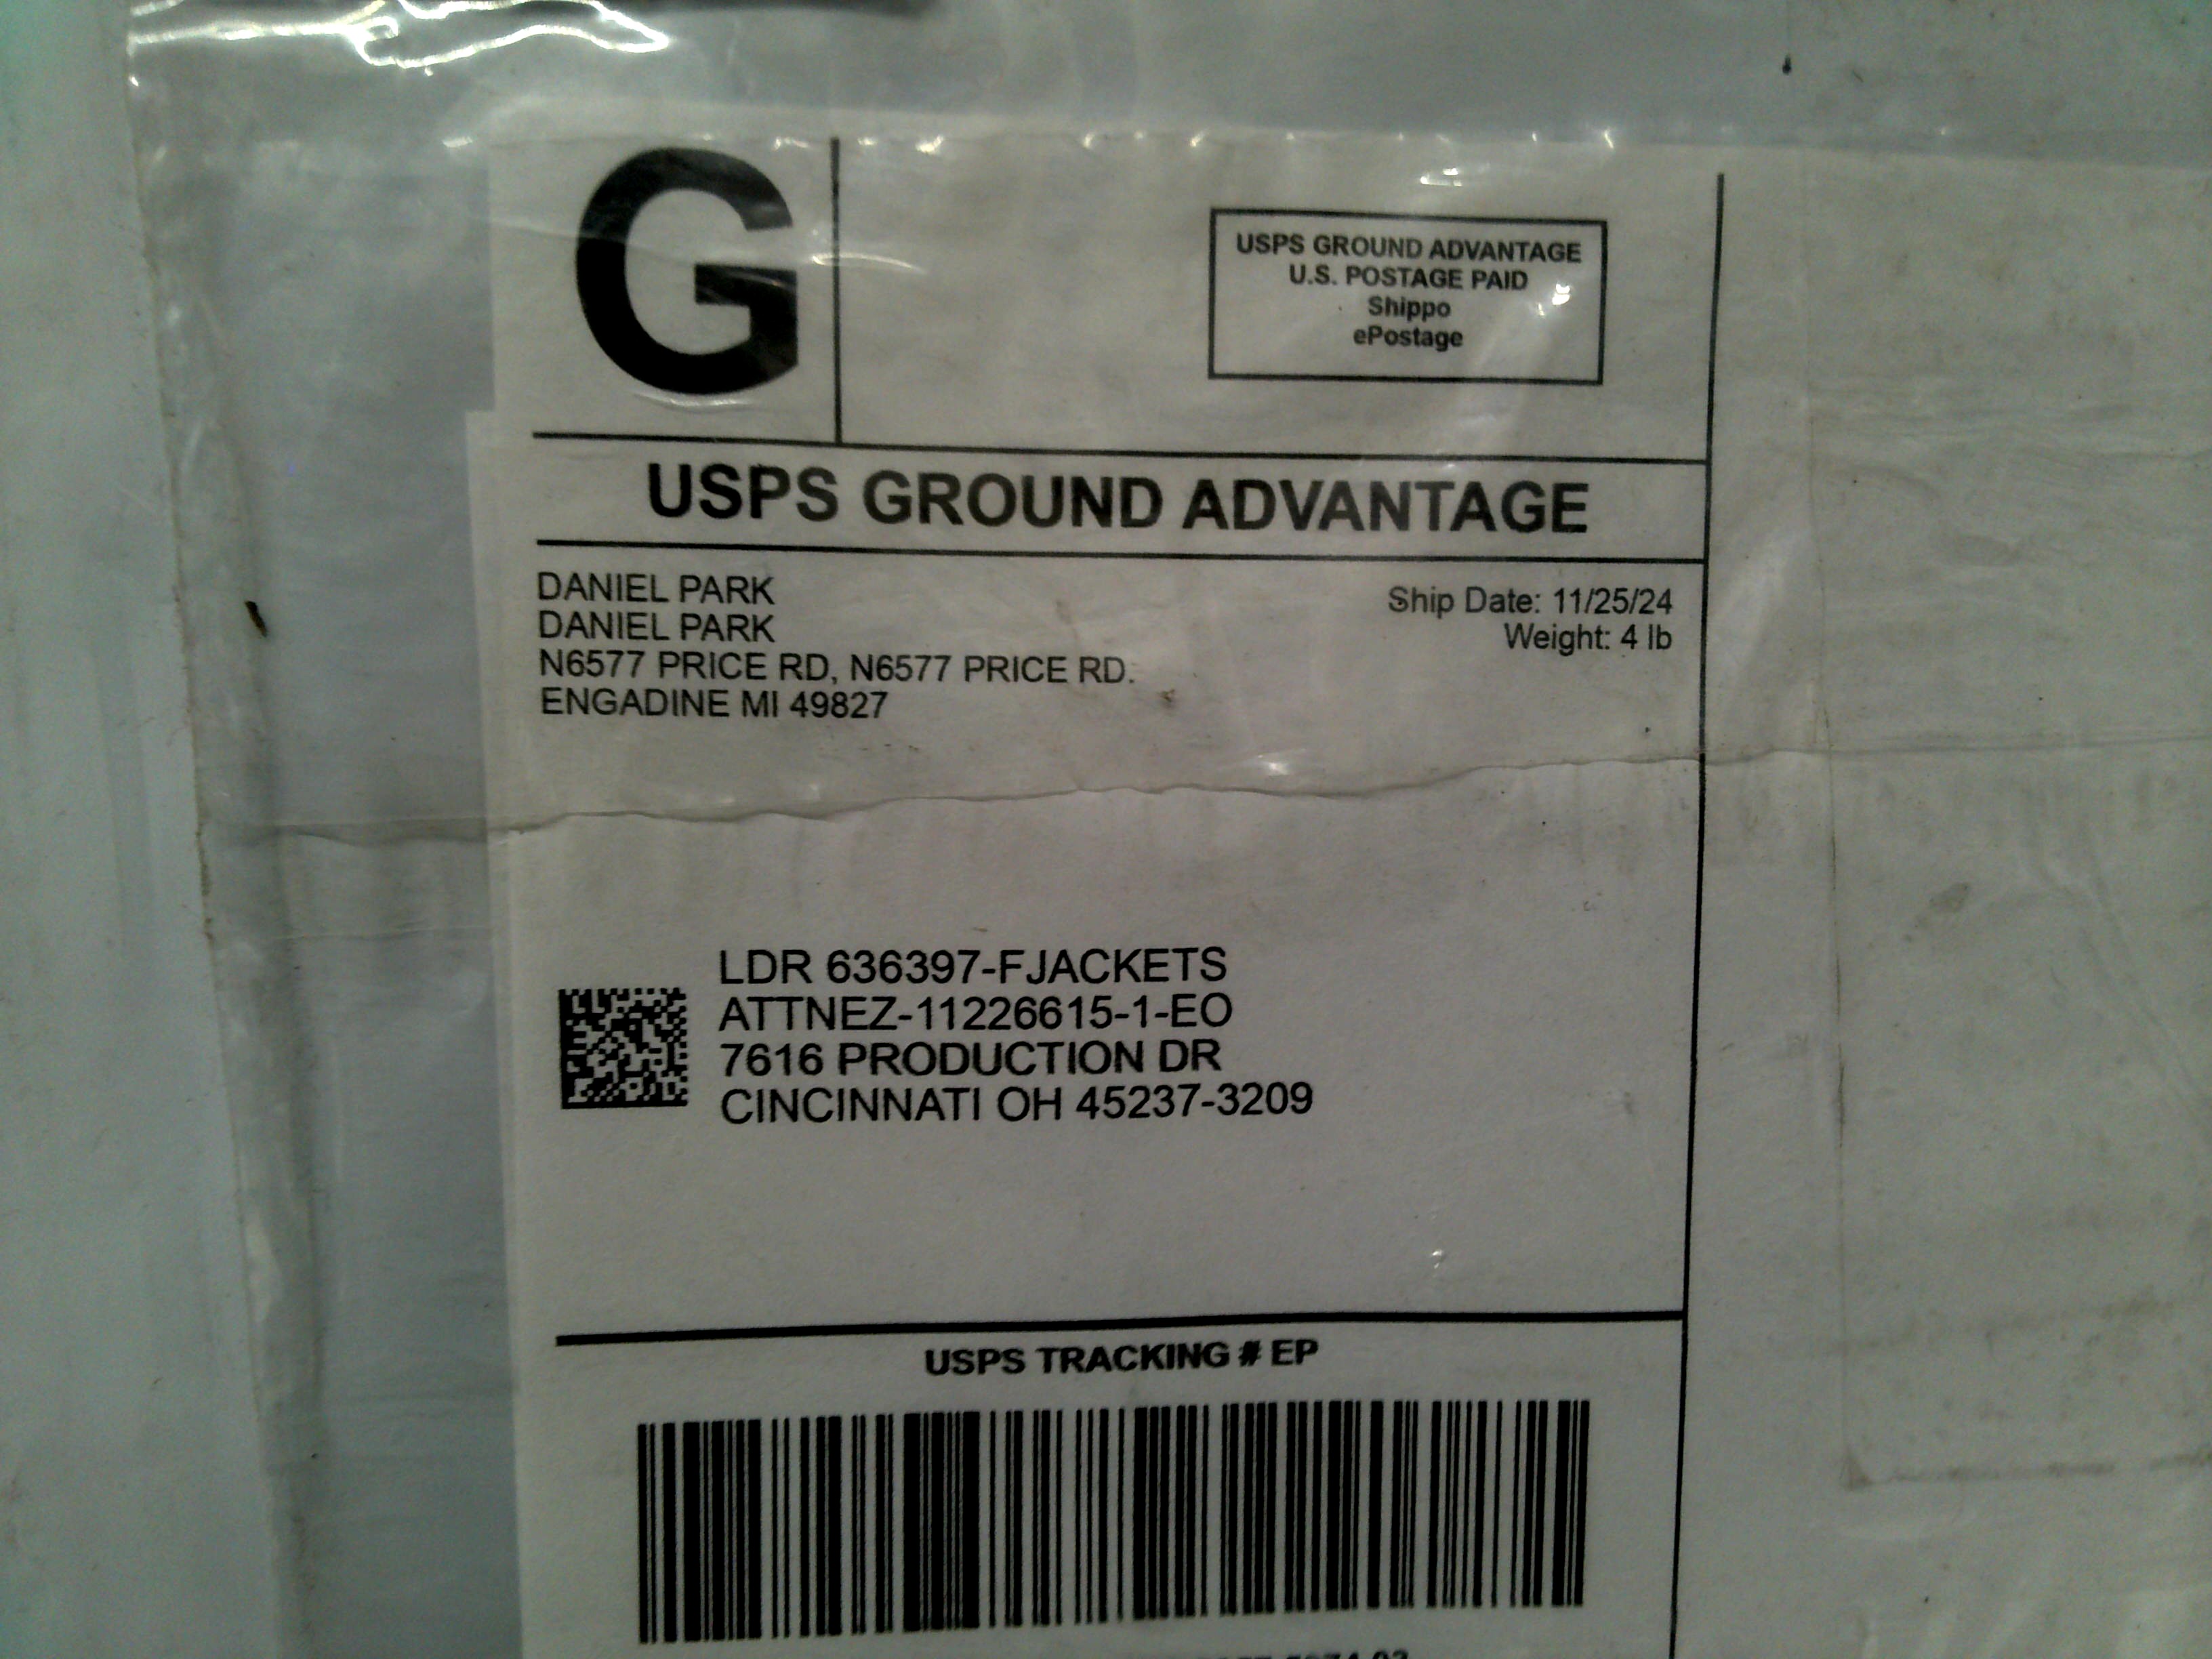 G
USPS GROUND ADVANTAGE
U.S. POSTAGE PAID
Shippo
ePostage
USPS GROUND ADVANTAGE
DANIEL PARK
DANIEL PARK
N6577 PRICE RD, N6577 PRICE RD.
ENGADINE MI 49827
Ship Date: 11/25/24
Weight: 4 lb
LDR 636397-FJACKETS
ATTNEZ-11226615-1-EO
7616 PRODUCTION DR
CINCINNATI OH 45237-3209
USPS TRACKING # EP